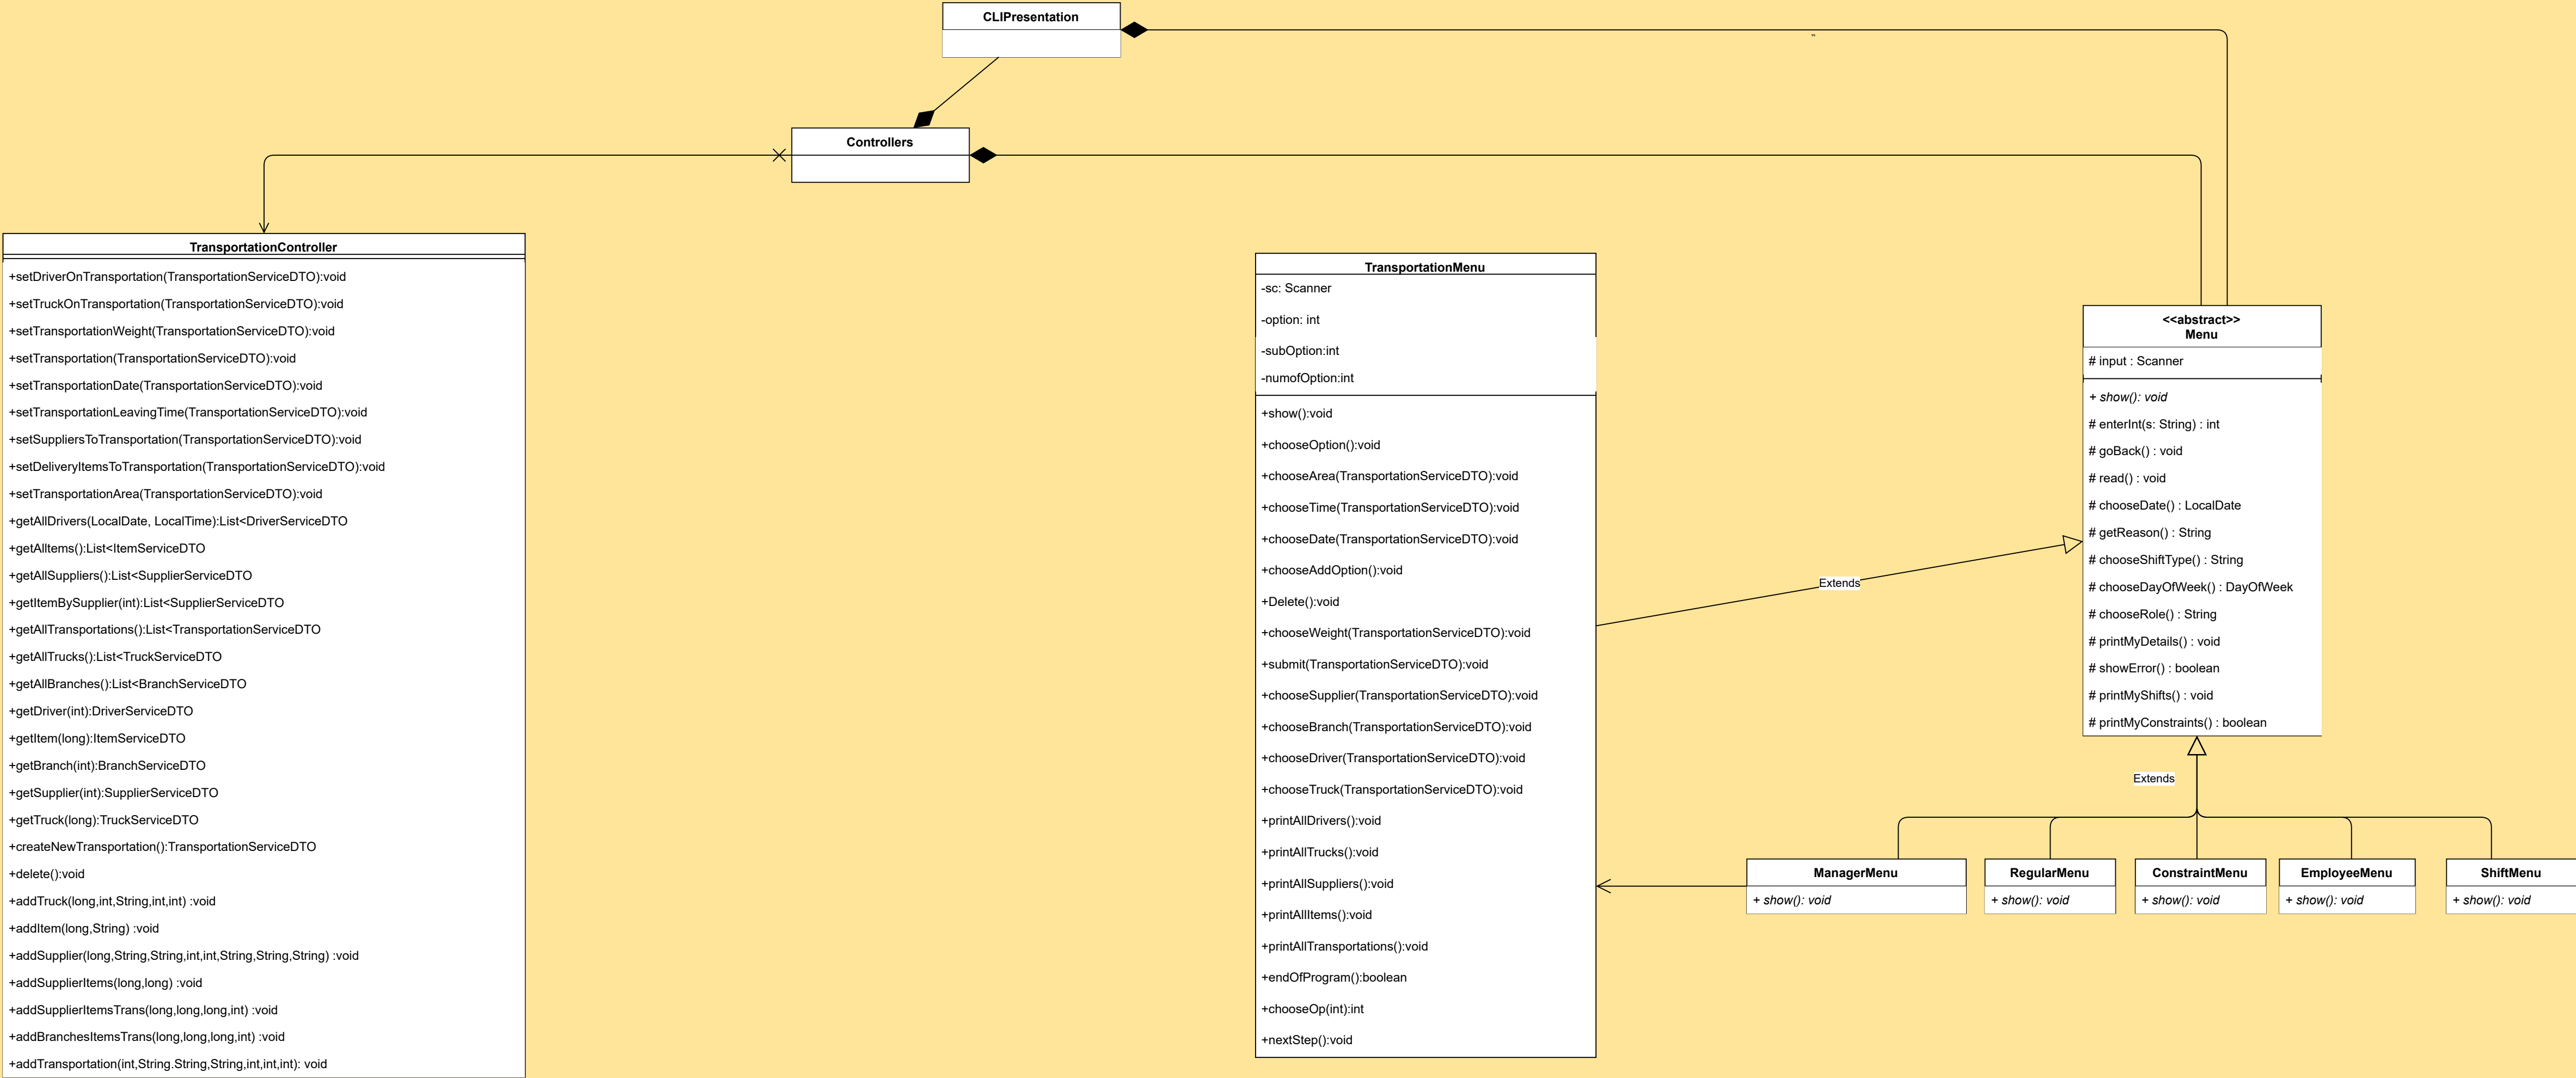 CLIPresentation
Controllers
TransportationController
+setDriverOnTransportation(TransportationServiceDTO):void
+setTruckOnTransportation(TransportationServiceDTO):void
+setTransportationWeight(TransportationServiceDTO):void
+setTransportation(TransportationServiceDTO):void
+setTransportationDate(TransportationServiceDTO):void
+setTransportationLeavingTime(TransportationServiceDTO):void
+setSuppliersToTransportation(TransportationServiceDTO):void
+setDeliveryItemsToTransportation(TransportationServiceDTO):void
+setTransportationArea(TransportationServiceDTO):void
+getAllDrivers(LocalDate, LocalTime):List<DriverServiceDTO
+getAlltems():List<ItemServiceDTO
+getAllSuppliers():List<SupplierServiceDTO
+getItemBySupplier(int):List<SupplierServiceDTO
+getAllTransportations():List<TransportationServiceDTO
+getAllTrucks():List<TruckServiceDTO
+getAllBranches():List<BranchServiceDTO
+getDriver(int):DriverServiceDTO
+getItem(long):ItemServiceDTO
+getBranch(int):BranchServiceDTO
+getSupplier(int):SupplierServiceDTO
+getTruck(long):TruckServiceDTO
+createNewTransportation():TransportationServiceDTO
+delete():void
+addTruck(long,int,String,int,int) :void
+addItem(long,String) :void
+addSupplier(long,String,String,int,int,String,String,String) :void
+addSupplierItems(long,long) :void
+addSupplierItemsTrans(long,long,long,int) :void
+addBranchesItemsTrans(long,long,long,int) :void
+addTransportation(int,String.String,String,int,int,int): void
TransportationMenu
-sc: Scanner
-option: int
-subOption:int
-numofOption:int
+show():void
+chooseOption():void
+chooseArea(TransportationServiceDTO):void
+chooseTime(TransportationServiceDTO):void
+chooseDate(TransportationServiceDTO):void
+chooseAddOption():void
+Delete():void
+chooseWeight(TransportationServiceDTO):void
+submit(TransportationServiceDTO):void
+chooseSupplier(TransportationServiceDTO):void
+chooseBranch(TransportationServiceDTO):void
+chooseDriver(TransportationServiceDTO):void
+chooseTruck(TransportationServiceDTO):void
+printAllDrivers():void
+printAllTrucks():void
+printAllSuppliers():void
+printAllItems():void
+printAllTransportations():void
+endOfProgram():boolean
+chooseOp(int):int
+nextStep():void
Extends
<<abstract>>
Menu
# input : Scanner
+ show(): void
# enterInt(s: String) : int
# goBack() : void
# read() : void
# chooseDate() : LocalDate
# getReason() : String
# chooseShiftType() : String
# chooseDayOfWeek() : DayOfWeek
# chooseRole() : String
# printMyDetails() : void
# showError() : boolean
# printMyShifts() : void
# printMyConstraints() : boolean
Extends
ManagerMenu
+ show(): void
RegularMenu
+ show(): void
ConstraintMenu
+ show(): void
EmployeeMenu
+ show(): void
ShiftMenu
+ show(): void